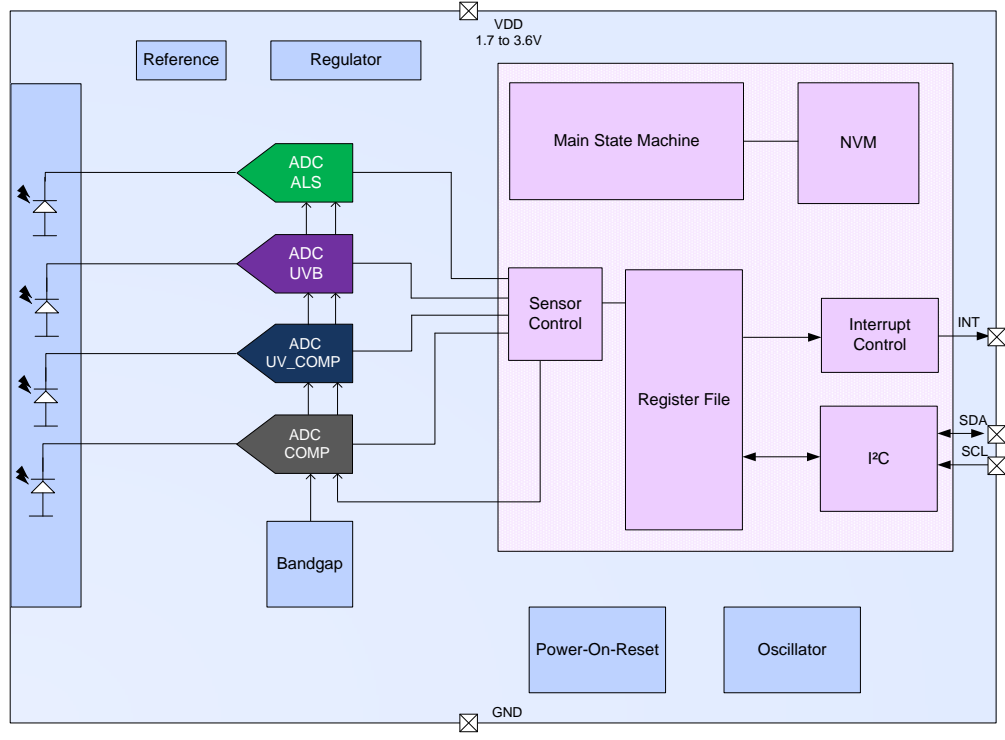 VDD
1.7 to 3.6V
Reference
Regulator
Main State Machine
NVM
ADC
ALS
ADC
UVB
Sensor
Control
Interrupt
Control
INT
ADC
UV_COMP
Register File
ADC
COMP
I²C
SDA
SCL
Bandgap
Power-On-Reset
Oscillator
GND